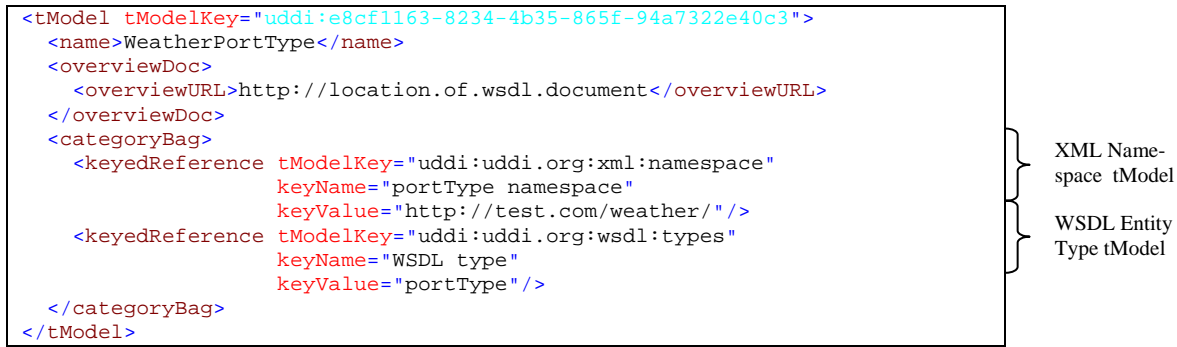 <tModel tModelKey="uddi:e8cf1163-8234-4b35-865f-94a7322e40c3">
  <name>WeatherPortType</name>
  <overviewDoc>
    <overviewURL>http://location.of.wsdl.document</overviewURL>
  </overviewDoc>
  <categoryBag>
    <keyedReference tModelKey="uddi:uddi.org:xml:namespace"
                    keyName="portType namespace"
                    keyValue="http://test.com/weather/"/>
    <keyedReference tModelKey="uddi:uddi.org:wsdl:types"
                    keyName="WSDL type"
                    keyValue="portType"/>
  </categoryBag>
</tModel>
XML Name-
space tModel
WSDL Entity
Type tModel